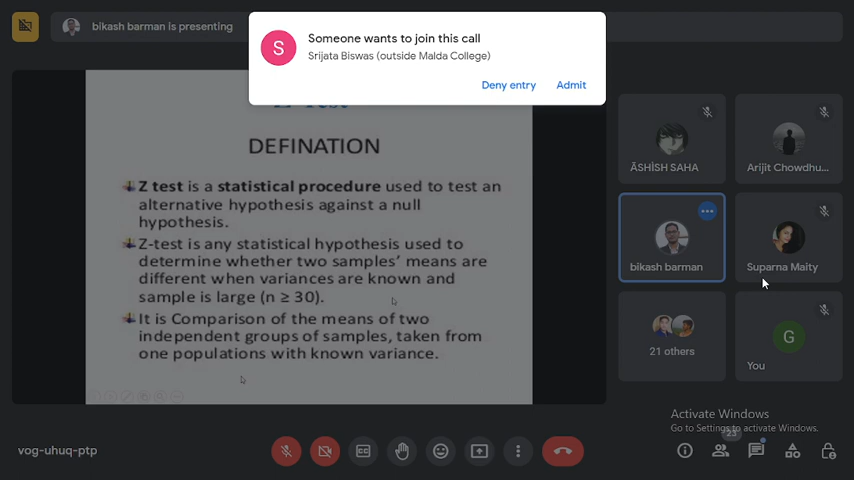 bikash barman is presenting
Someone wants to join this call
S
Srijata Biswas (outside Malda College)
Deny entry
Admit
DEFINATION
Z test is a statistical procedure used to test an
alternative hypothesis against a null
hypothesis.
Z-test is any statistical hypothesis used to
determine whether two samples' means are
different when variances are known and
sample is large (n ≥ 30).
It is Comparison of the means of two
independent groups of samples, taken from
one populations with known variance.
ĀSHİSH SAHA
Arijit Chowdhu...
bikash barman
Suparna Maity
21 others
G
You
Activate Windows
Go to Settings to activate Windows.
vog-uhuq-ptp
23